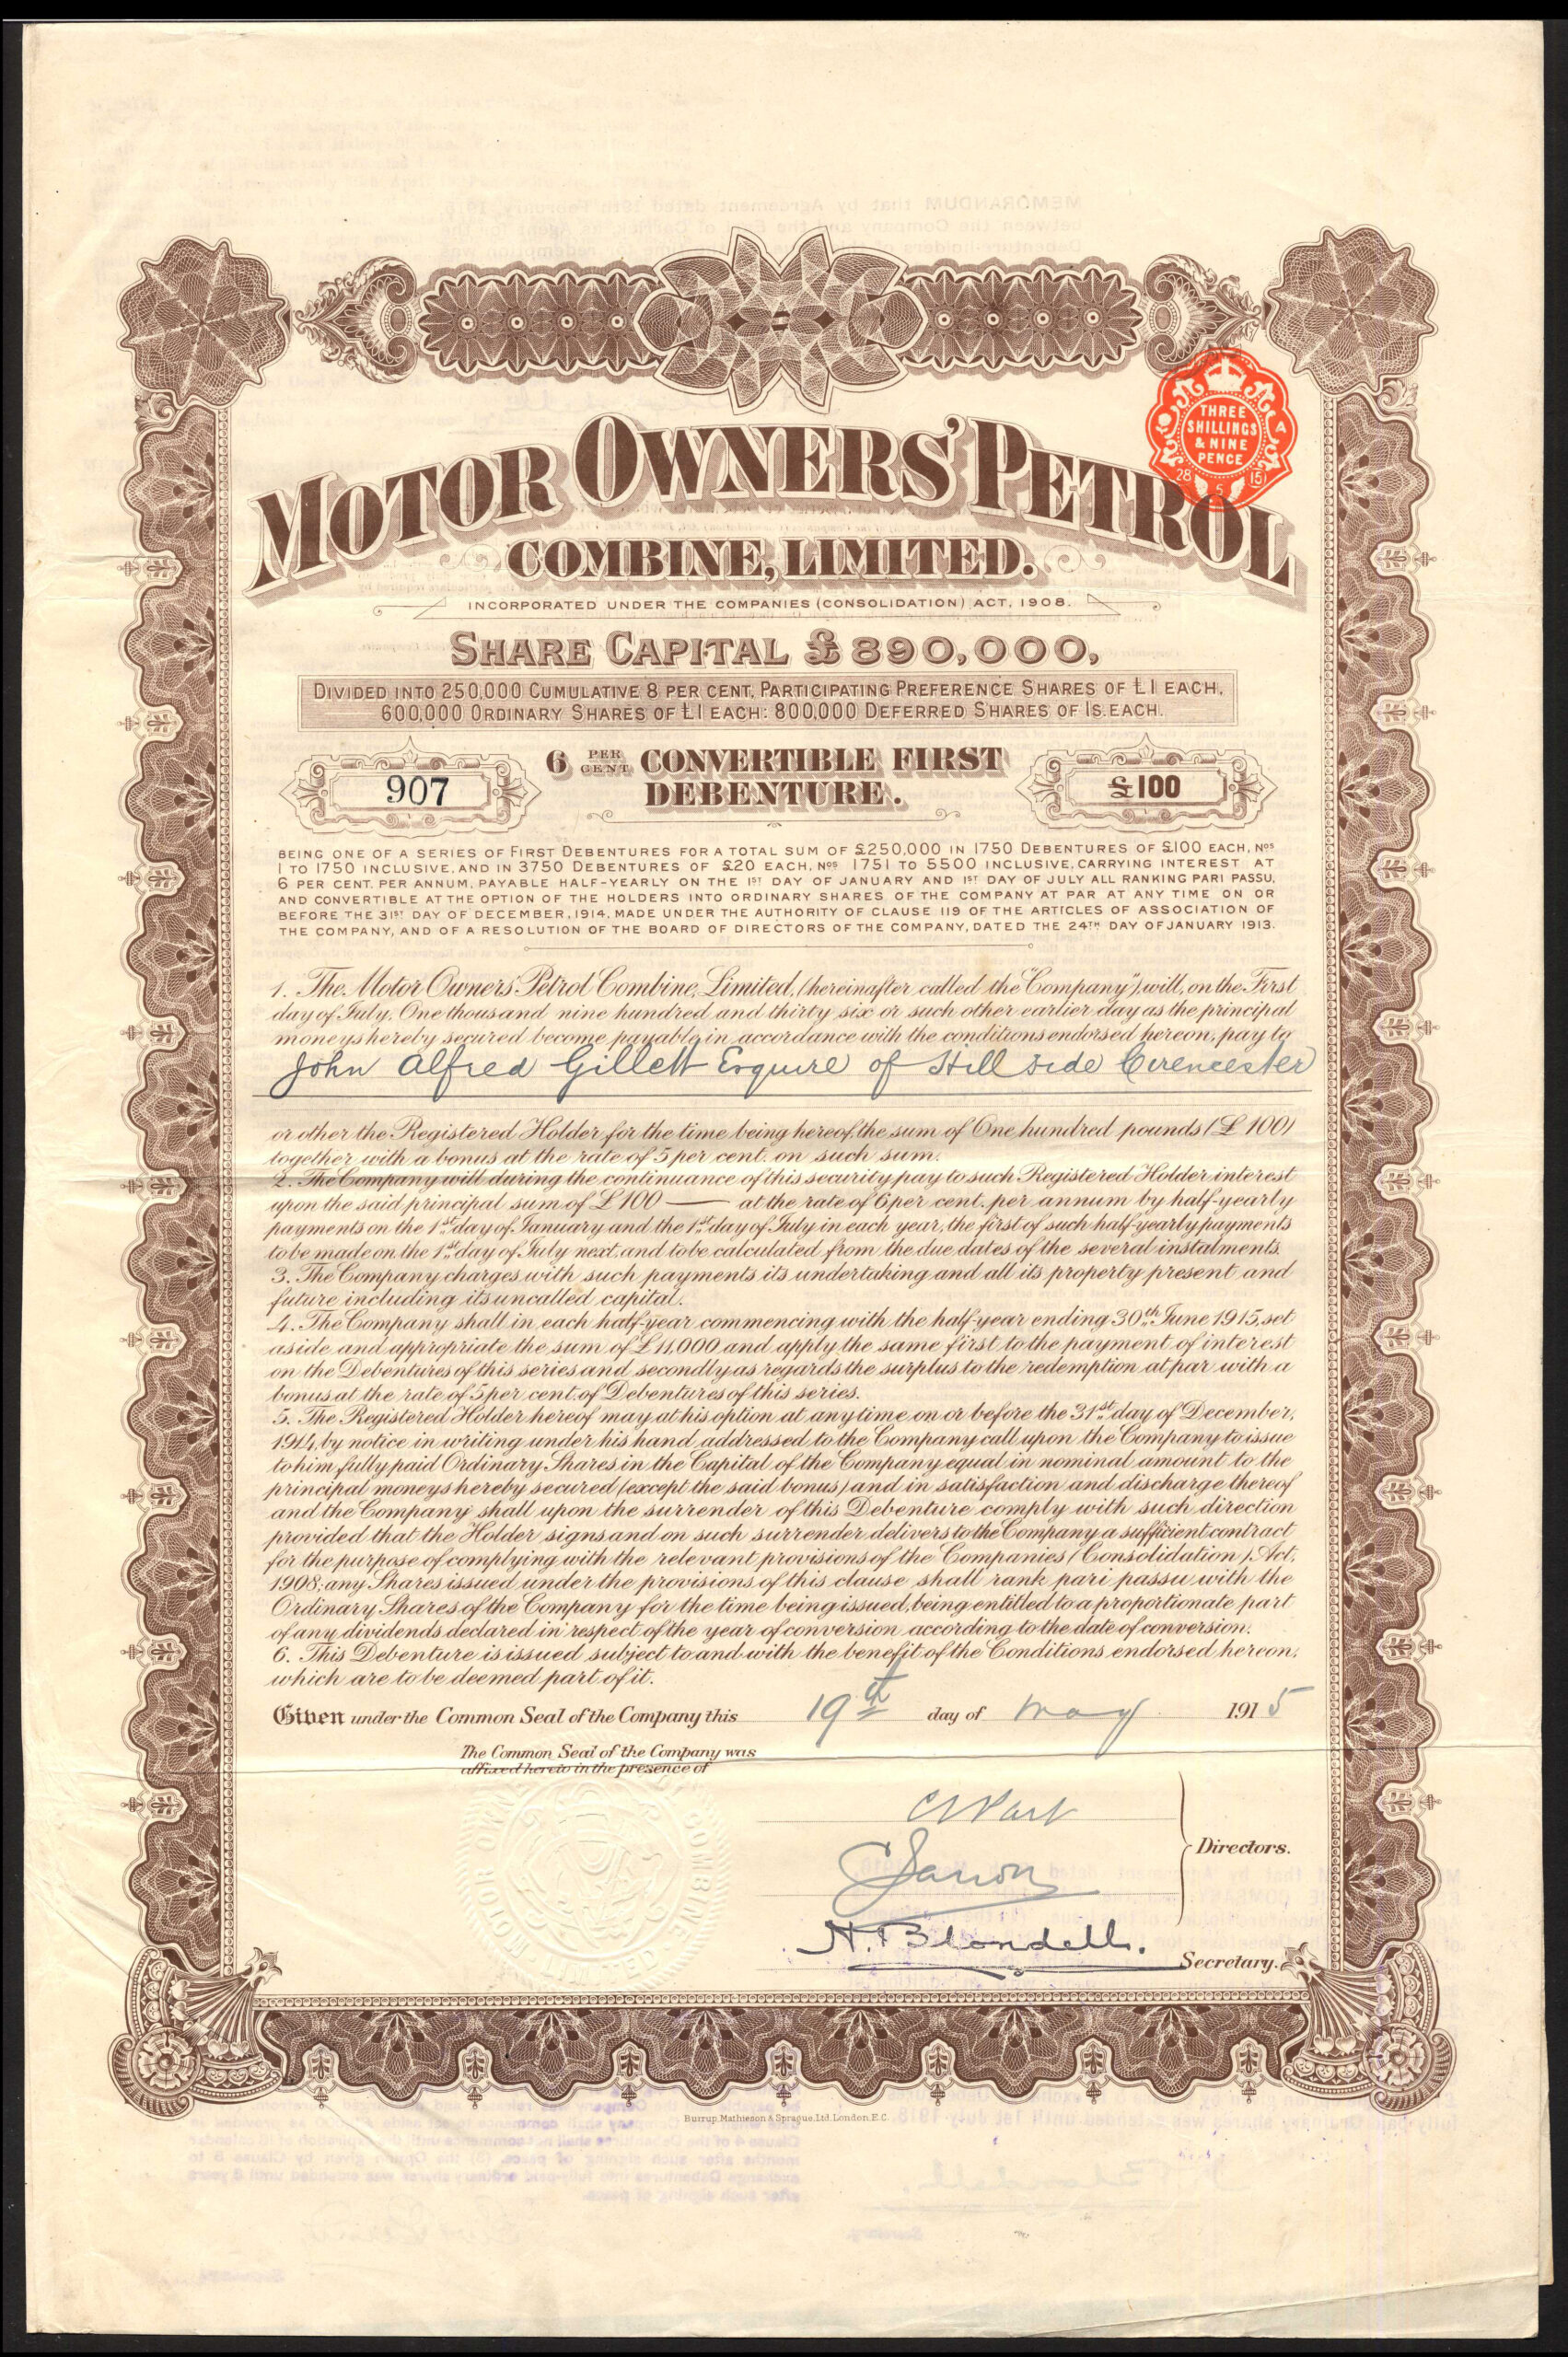 MOTOR OWNERS' PETROL
COMBINE, LIMITED.
THREE
SHILLINGS
& NINE
PENCE
A
28 5 15
INCORPORATED UNDER THE COMPANIES (CONSOLIDATION) ACT, 1908.
SHARE CAPITAL £890,000,
DIVIDED INTO 250,000 CUMULATIVE 8 PER CENT, PARTICIPATING PREFERENCE SHARES OF £1 EACH,
600,000 ORDINARY SHARES OF £1 EACH: 800,000 DEFERRED SHARES OF 1S. EACH.
907
6 PER CENT CONVERTIBLE FIRST
DEBENTURE.
£100
BEING ONE OF A SERIES OF FIRST DEBENTURES FOR A TOTAL SUM OF £250,000 IN 1750 DEBENTURES OF £100 EACH, Nos
1 TO 1750 INCLUSIVE, AND IN 3750 DEBENTURES OF £20 EACH, Nos 1751 TO 5500 INCLUSIVE, CARRYING INTEREST AT
6 PER CENT. PER ANNUM, PAYABLE HALF-YEARLY ON THE 1ST DAY OF JANUARY AND 1ST DAY OF JULY ALL RANKING PARI PASSU,
AND CONVERTIBLE AT THE OPTION OF THE HOLDERS INTO ORDINARY SHARES OF THE COMPANY AT PAR AT ANY TIME ON OR
BEFORE THE 31ST DAY OF DECEMBER, 1914, MADE UNDER THE AUTHORITY OF CLAUSE 119 OF THE ARTICLES OF ASSOCIATION OF
THE COMPANY, AND OF A RESOLUTION OF THE BOARD OF DIRECTORS OF THE COMPANY, DATED THE 24TH DAY OF JANUARY 1913.
1. The Motor Owners' Petrol Combine, Limited, (hereinafter called the "Company"), will, on the First
day of July, One thousand nine hundred and thirty six or such other earlier day as the principal
moneys hereby secured become payable in accordance with the conditions endorsed hereon, pay to
John Alfred Gillett Esquire of Hill side Cirencester
or other the Registered Holder for the time being hereof, the sum of One hundred pounds (£100)
together with a bonus at the rate of 5 per cent. on such sum.
2. The Company will during the continuance of this security pay to such Registered Holder interest
upon the said principal sum of £100 — at the rate of 6 per cent. per annum by half-yearly
payments on the 1st day of January and the 1st day of July in each year, the first of such half-yearly payments
to be made on the 1st day of July next and to be calculated from the due dates of the several instalments.
3. The Company charges with such payments its undertaking and all its property present and
future including its uncalled capital.
4. The Company shall in each half-year commencing with the half-year ending 30th June 1915, set
aside and appropriate the sum of £11,000 and apply the same first to the payment of interest
on the Debentures of this series and secondly as regards the surplus to the redemption at par with a
bonus at the rate of 5 per cent. of Debentures of this series.
5. The Registered Holder hereof may at his option at any time on or before the 31st day of December,
1914, by notice in writing under his hand addressed to the Company call upon the Company to issue
to him fully paid Ordinary Shares in the Capital of the Company equal in nominal amount to the
principal moneys hereby secured (except the said bonus) and in satisfaction and discharge thereof
and the Company shall upon the surrender of this Debenture comply with such direction
provided that the Holder signs and on such surrender delivers to the Company a sufficient contract
for the purpose of complying with the relevant provisions of the Companies (Consolidation) Act,
1908; any Shares issued under the provisions of this clause shall rank pari passu with the
Ordinary Shares of the Company for the time being issued, being entitled to a proportionate part
of any dividends declared in respect of the year of conversion according to the date of conversion.
6. This Debenture is issued subject to and with the benefit of the Conditions endorsed hereon,
which are to be deemed part of it.
Given under the Common Seal of the Company this 19th day of May 1915
The Common Seal of the Company was
affixed hereto in the presence of
Directors.
H. Blondell.
Secretary.
Burrup, Mathieson & Sprague, Ltd. London, E.C.